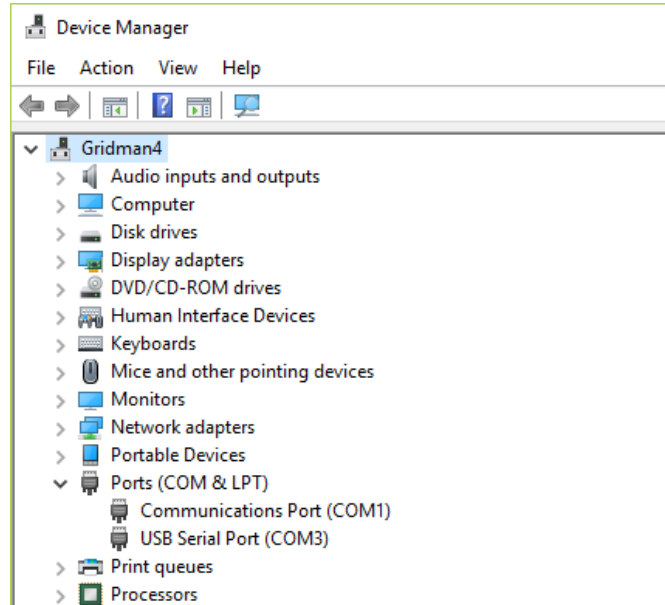 Device Manager
File Action View Help
Gridman4
Audio inputs and outputs
Computer
Disk drives
Display adapters
DVD/CD-ROM drives
Human Interface Devices
Keyboards
Mice and other pointing devices
Monitors
Network adapters
Portable Devices
Ports (COM & LPT)
Communications Port (COM1)
USB Serial Port (COM3)
Print queues
Processors